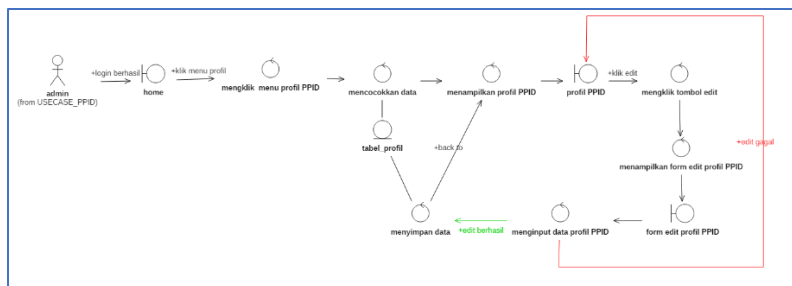 +login berhasil
+klik menu profil
admin
(from USECASE_PPID)
home
mengklik menu profil PPID
mencocokkan data
menampilkan profil PPID
profil PPID
+klik edit
mengklik tombol edit
tabel_profil
+back to
+edit gagal
menampilkan form edit profil PPID
menyimpan data
+edit berhasil
menginput data profil PPID
form edit profil PPID